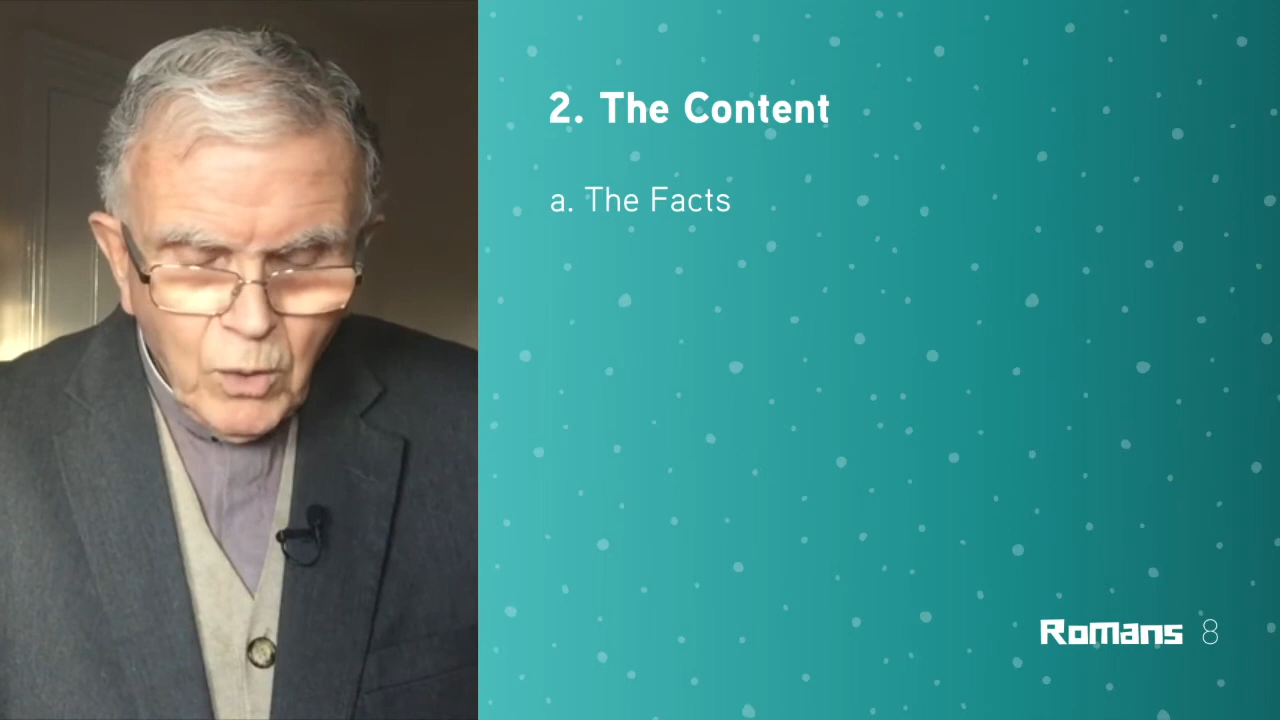 2. The Content
a. The Facts
Romans 8